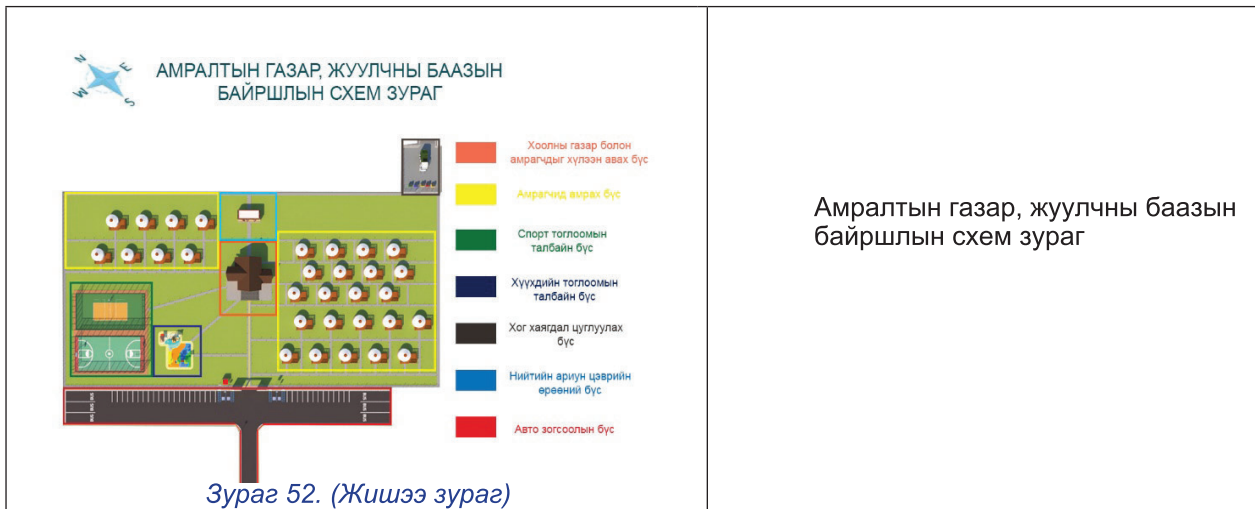 N
E
W
S
АМРАЛТЫН ГАЗАР, ЖУУЛЧНЫ БААЗЫН
БАЙРШЛЫН СХЕМ ЗУРАГ
Хоолны газар болон
амрагчдыг хүлээн авах бүс
Амрагчид амрах бүс
Спорт тоглоомын
талбайн бүс
Хүүхдийн тоглоомын
талбайн бүс
Хог хаягдал цуглуулах
бүс
Нийтийн ариун цэврийн
өрөөний бүс
Авто зогсоолын бүс
Зураг 52. (Жишээ зураг)
Амралтын газар, жуулчны баазын
байршлын схем зураг